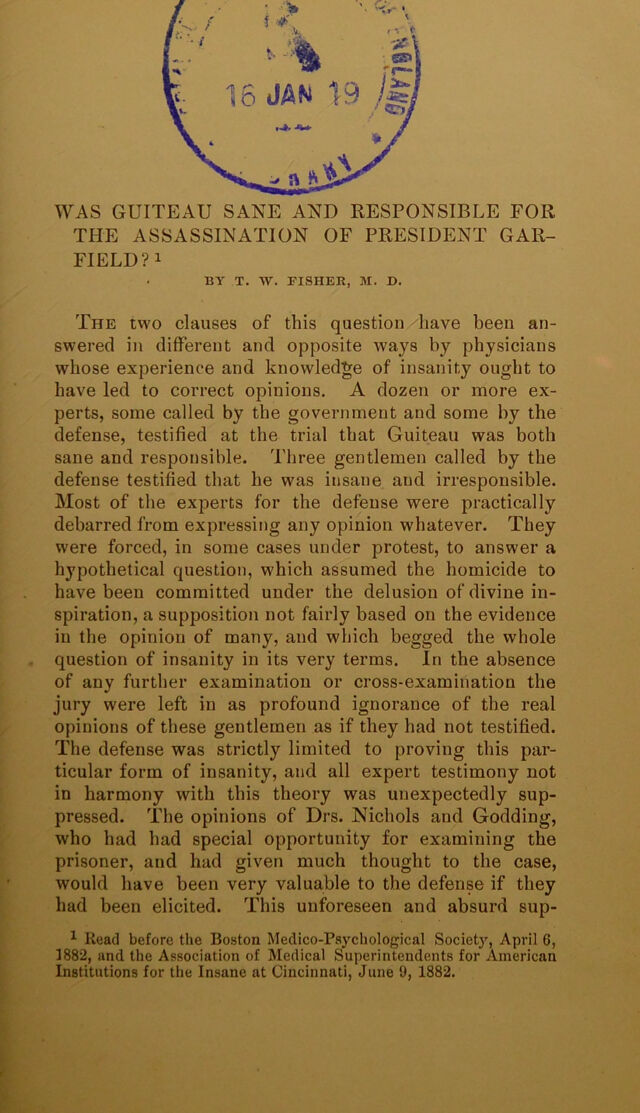 16 JAN 19
WAS GUITEAU SANE AND RESPONSIBLE FOR
THE ASSASSINATION OF PRESIDENT GAR-
FIELD? 1
BY T. W. FISHER, M. D.
THE two clauses of this question have been an-
swered in different and opposite ways by physicians
whose experience and knowledge of insanity ought to
have led to correct opinions. A dozen or more ex-
perts, some called by the government and some by the
defense, testified at the trial that Guiteau was both
sane and responsible. Three gentlemen called by the
defense testified that he was insane and irresponsible.
Most of the experts for the defense were practically
debarred from expressing any opinion whatever. They
were forced, in some cases under protest, to answer a
hypothetical question, which assumed the homicide to
have been committed under the delusion of divine in-
spiration, a supposition not fairly based on the evidence
in the opinion of many, and which begged the whole
question of insanity in its very terms. In the absence
of any further examination or cross-examination the
jury were left in as profound ignorance of the real
opinions of these gentlemen as if they had not testified.
The defense was strictly limited to proving this par-
ticular form of insanity, and all expert testimony not
in harmony with this theory was unexpectedly sup-
pressed. The opinions of Drs. Nichols and Godding,
who had had special opportunity for examining the
prisoner, and had given much thought to the case,
would have been very valuable to the defense if they
had been elicited. This unforeseen and absurd sup-
1 Read before the Boston Medico-Psychological Society, April 6,
1882, and the Association of Medical Superintendents for American
Institutions for the Insane at Cincinnati, June 9, 1882.